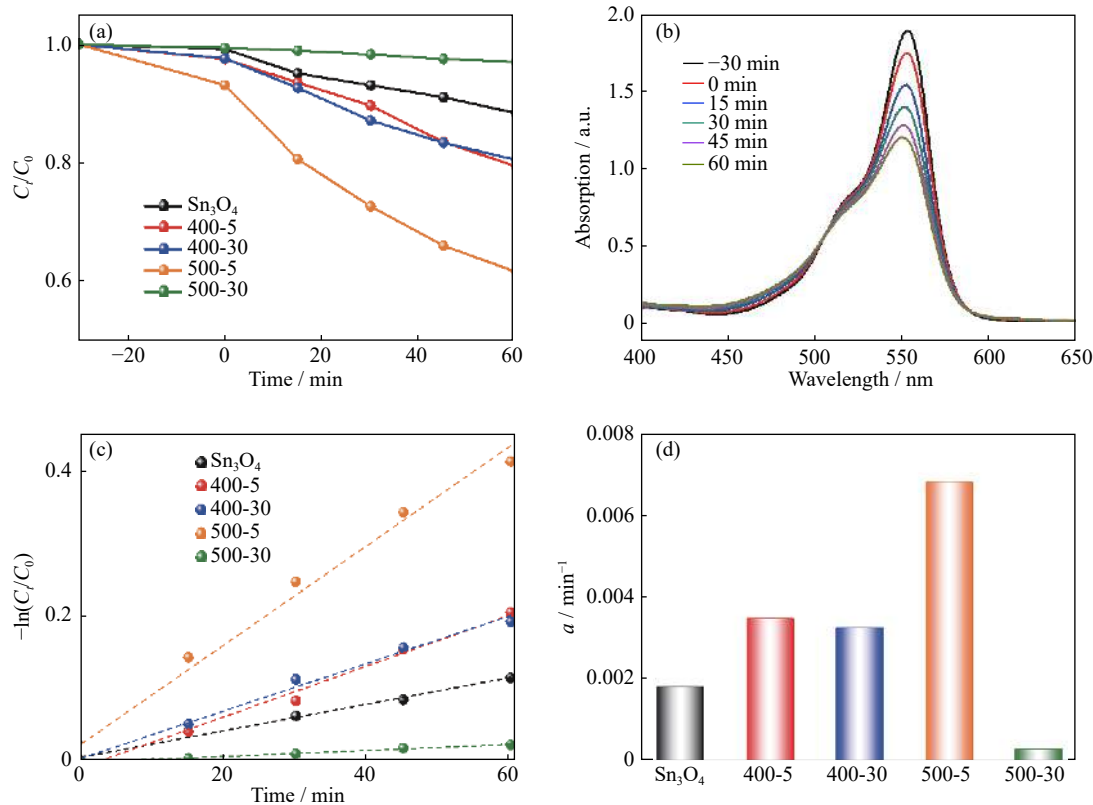 (a)
1.0
0.8
0.6
Cₜ/C₀
Sn₃O₄
400-5
400-30
500-5
500-30
−20
0
20
40
60
Time / min
(b)
2.0
1.5
1.0
0.5
0
Absorption / a.u.
−30 min
0 min
15 min
30 min
45 min
60 min
400
450
500
550
600
650
Wavelength / nm
(c)
0.4
0.2
0
−ln(Cₜ/C₀)
Sn₃O₄
400-5
400-30
500-5
500-30
0
20
40
60
Time / min
(d)
0.008
0.006
0.004
0.002
0
a / min⁻¹
Sn₃O₄
400-5
400-30
500-5
500-30